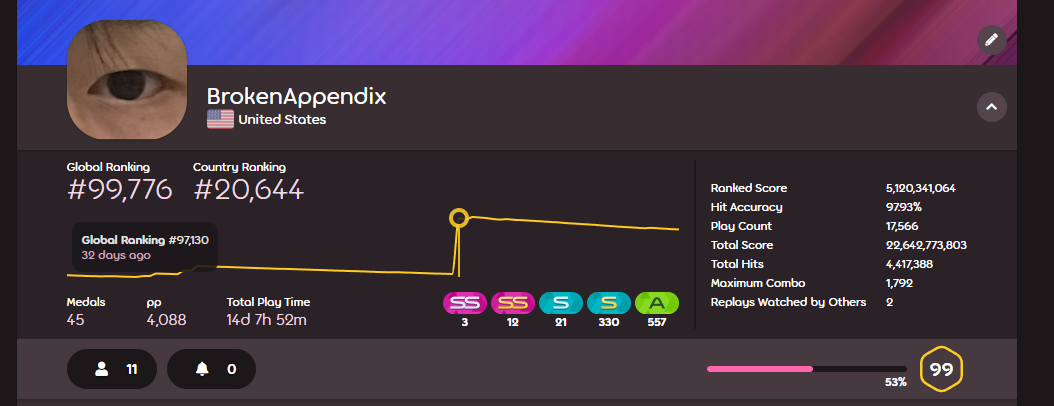 BrokenAppendix
United States
Global Ranking
#99,776
Country Ranking
#20,644
Global Ranking #97,130
32 days ago
Medals
45
pp
4,088
Total Play Time
14d 7h 52m
SS
3
SS
12
S
21
S
330
A
557
Ranked Score 5,120,341,064
Hit Accuracy 97.93%
Play Count 17,566
Total Score 22,642,773,803
Total Hits 4,417,388
Maximum Combo 1,792
Replays Watched by Others 2
11
0
53%
99